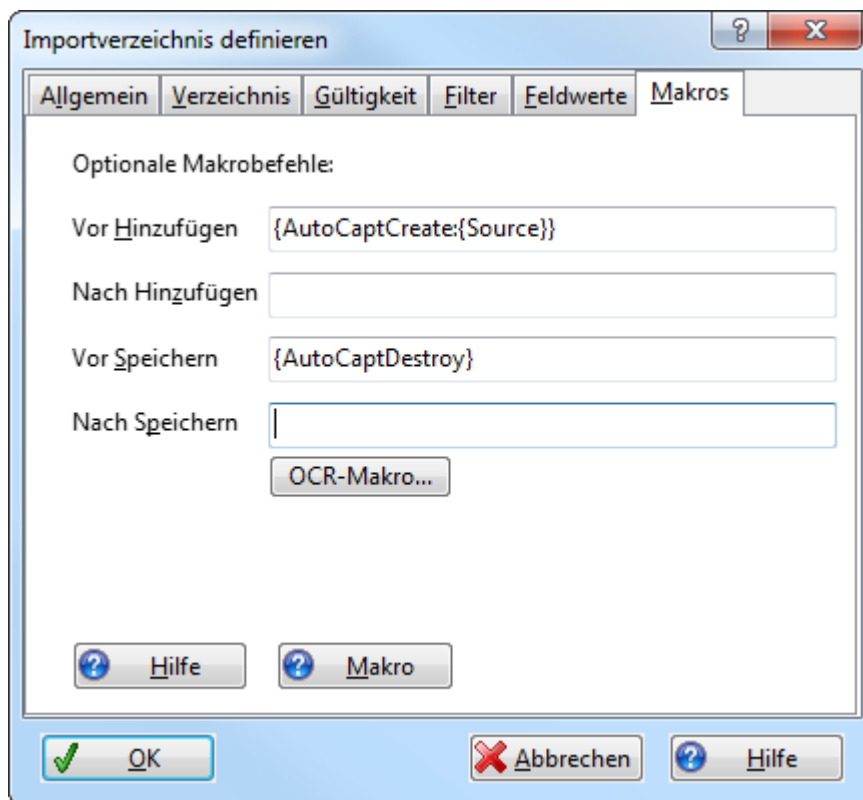 Importverzeichnis definieren
Allgemein Verzeichnis Gültigkeit Filter Feldwerte Makros
Optionale Makrobefehle:
Vor Hinzufügen {AutoCaptCreate:{Source}}
Nach Hinzufügen
Vor Speichern {AutoCaptDestroy}
Nach Speichern
OCR-Makro...
Hilfe Makro
OK Abbrechen Hilfe